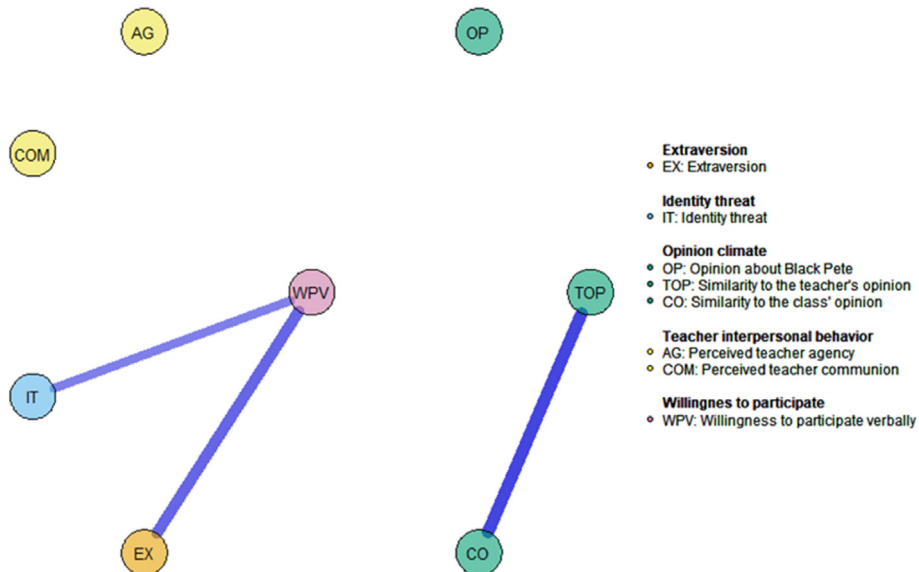 AG
OP
COM
WPV
TOP
IT
EX
CO
Extraversion
EX: Extraversion
Identity threat
IT: Identity threat
Opinion climate
OP: Opinion about Black Pete
TOP: Similarity to the teacher's opinion
CO: Similarity to the class' opinion
Teacher interpersonal behavior
AG: Perceived teacher agency
COM: Perceived teacher communion
Willingnes to participate
WPV: Willingness to participate verbally